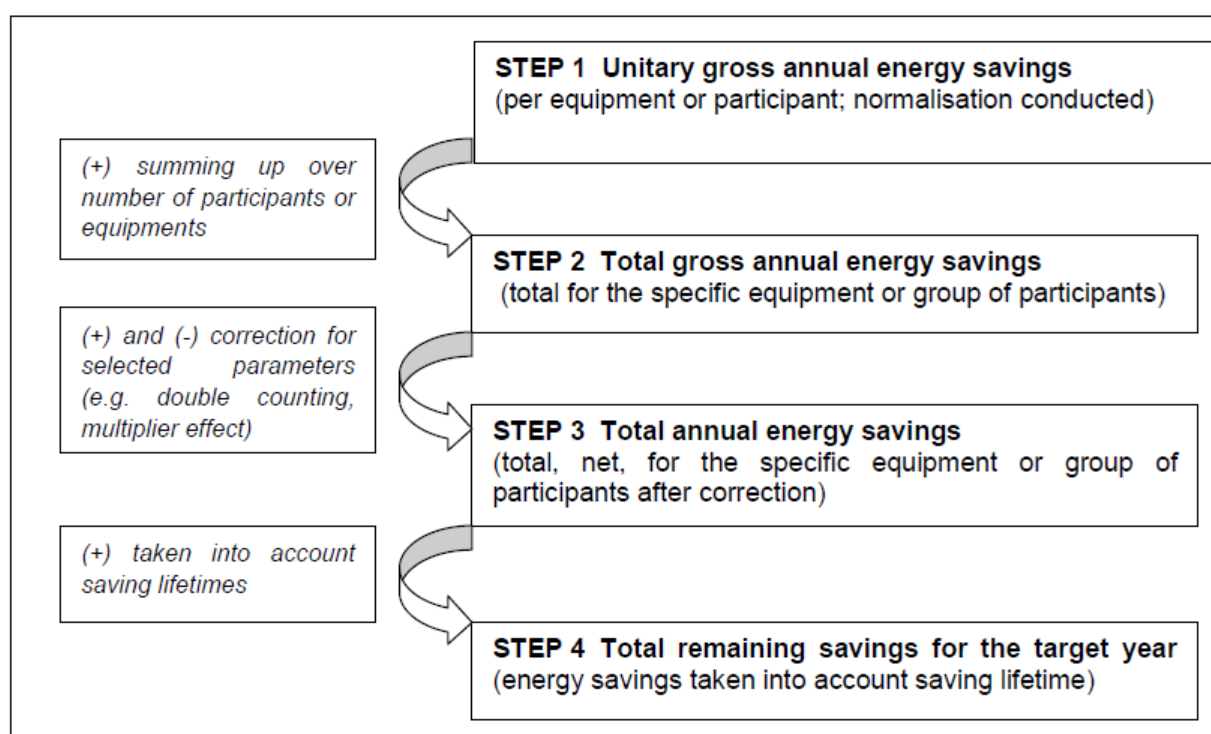 STEP 1 Unitary gross annual energy savings
(per equipment or participant; normalisation conducted)
(+) summing up over
number of participants or
equipments
STEP 2 Total gross annual energy savings
(total for the specific equipment or group of participants)
(+) and (-) correction for
selected parameters
(e.g. double counting,
multiplier effect)
STEP 3 Total annual energy savings
(total, net, for the specific equipment or group of
participants after correction)
(+) taken into account
saving lifetimes
STEP 4 Total remaining savings for the target year
(energy savings taken into account saving lifetime)